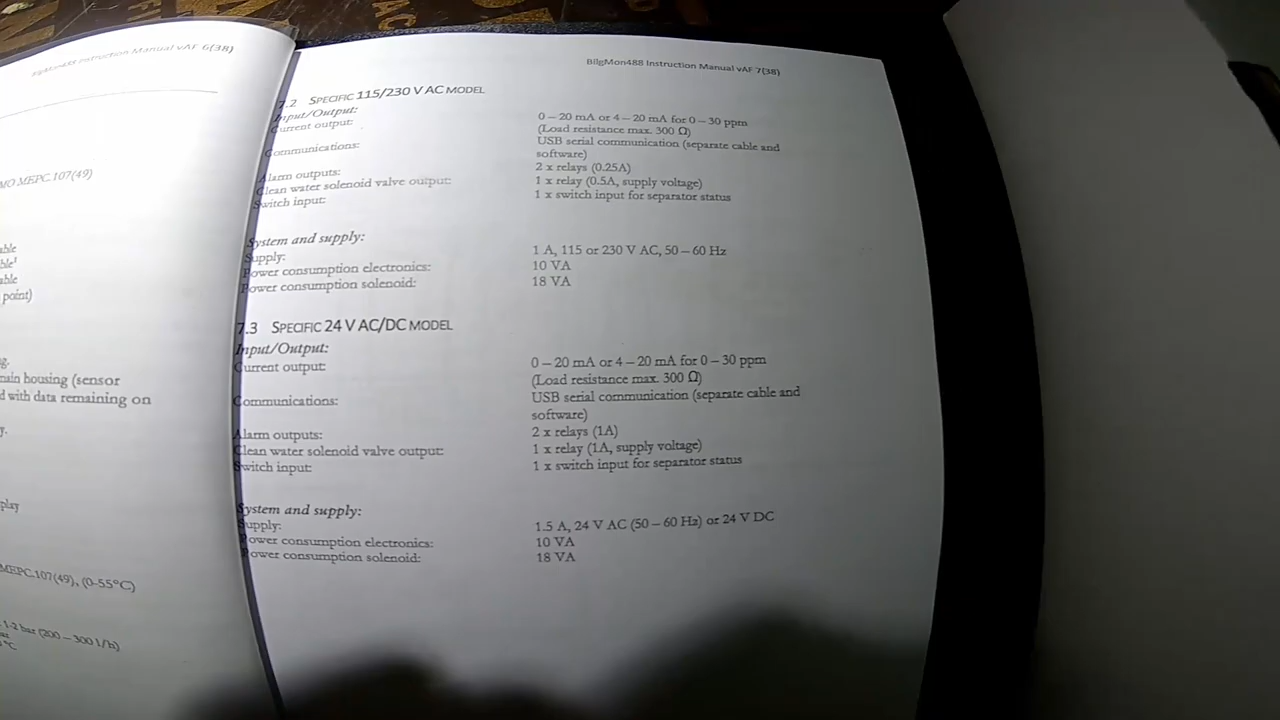 BilgMon488 Instruction Manual vAF 6(38)
MO MEPC.107(49)
point)
main housing (sensor
with data remaining on
MEPC.107(49), (0-55°C)
1-2 bar (200 – 300 l/h)
°C
BilgMon488 Instruction Manual vAF 7(38)
7.2 SPECIFIC 115/230 V AC MODEL
Input/Output:
Current output: 0 – 20 mA or 4 – 20 mA for 0 – 30 ppm
(Load resistance max. 300 Ω)
Communications: USB serial communication (separate cable and
software)
Alarm outputs: 2 x relays (0.25A)
Clean water solenoid valve output: 1 x relay (0.5A, supply voltage)
Switch input: 1 x switch input for separator status
System and supply:
Supply: 1 A, 115 or 230 V AC, 50 – 60 Hz
Power consumption electronics: 10 VA
Power consumption solenoid: 18 VA
7.3 SPECIFIC 24 V AC/DC MODEL
Input/Output:
Current output: 0 – 20 mA or 4 – 20 mA for 0 – 30 ppm
(Load resistance max. 300 Ω)
Communications: USB serial communication (separate cable and
software)
Alarm outputs: 2 x relays (1A)
Clean water solenoid valve output: 1 x relay (1A, supply voltage)
Switch input: 1 x switch input for separator status
System and supply:
Supply: 1.5 A, 24 V AC (50 – 60 Hz) or 24 V DC
Power consumption electronics: 10 VA
Power consumption solenoid: 18 VA